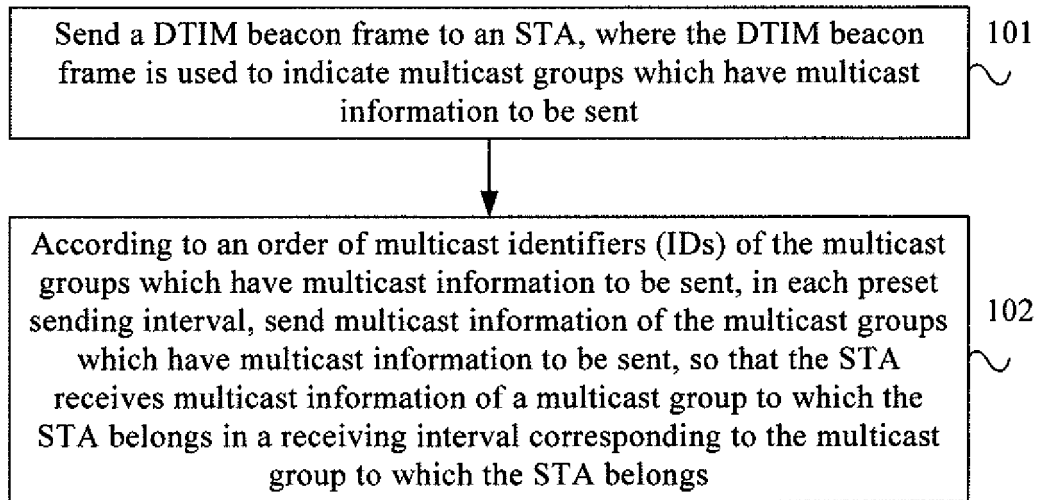 Send a DTIM beacon frame to an STA, where the DTIM beacon
frame is used to indicate multicast groups which have multicast
information to be sent
101
According to an order of multicast identifiers (IDs) of the multicast
groups which have multicast information to be sent, in each preset
sending interval, send multicast information of the multicast groups
which have multicast information to be sent, so that the STA
receives multicast information of a multicast group to which the
STA belongs in a receiving interval corresponding to the multicast
group to which the STA belongs
102